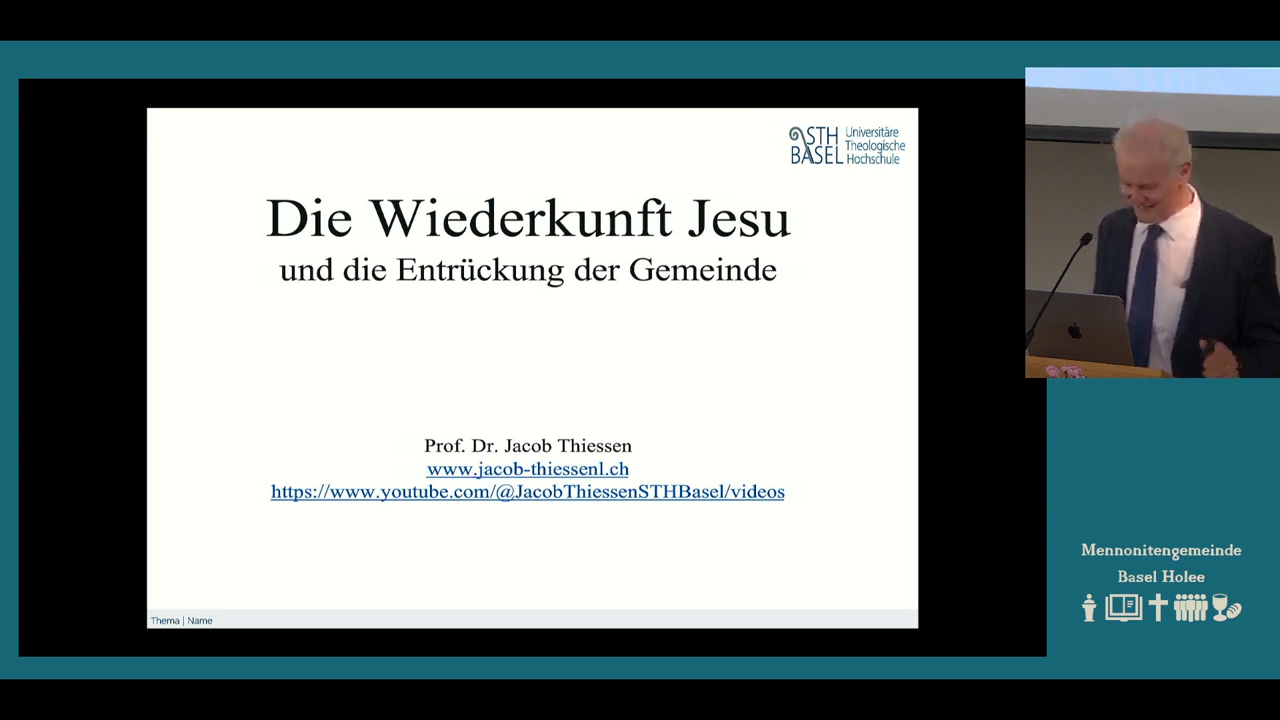 STH
BASEL
Universitäre
Theologische
Hochschule
Die Wiederkunft Jesu
und die Entrückung der Gemeinde
Prof. Dr. Jacob Thiessen
www.jacob-thiessenl.ch
https://www.youtube.com/@JacobThiessenSTHBasel/videos
Thema | Name
Mennonitengemeinde
Basel Holee